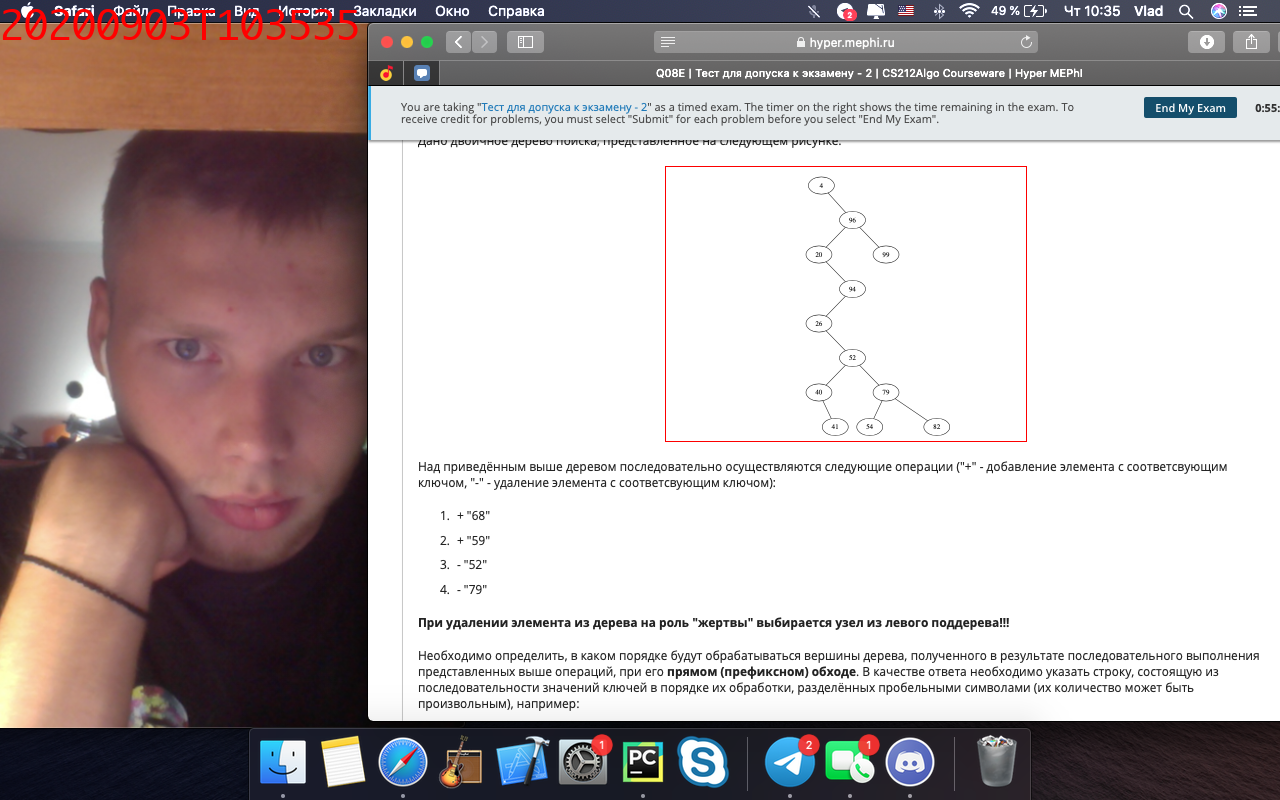 20200903T103535
Safari Файл Правка Вид История Закладки Окно Справка
2 49 % Чт 10:35 Vlad
hyper.mephi.ru
Q08E | Тест для допуска к экзамену - 2 | CS212Algo Courseware | Hyper MEPhI
You are taking "Тест для допуска к экзамену - 2" as a timed exam. The timer on the right shows the time remaining in the exam. To
receive credit for problems, you must select "Submit" for each problem before you select "End My Exam".
End My Exam
0:55:
Дано двоичное дерево поиска, представленное на следующем рисунке:
4
96
20 99
94
26
52
40 79
41 54 82
Над приведённым выше деревом последовательно осуществляются следующие операции ("+" - добавление элемента с соответсвующим
ключом, "-" - удаление элемента с соответсвующим ключом):
1. + "68"
2. + "59"
3. - "52"
4. - "79"
При удалении элемента из дерева на роль "жертвы" выбирается узел из левого поддерева!!!
Необходимо определить, в каком порядке будут обрабатываться вершины дерева, полученного в результате последовательного выполнения
представленных выше операций, при его прямом (префиксном) обходе. В качестве ответа необходимо указать строку, состоящую из
последовательности значений ключей в порядке их обработки, разделённых пробельными символами (их количество может быть
произвольным), например:
1 PC S 2 1